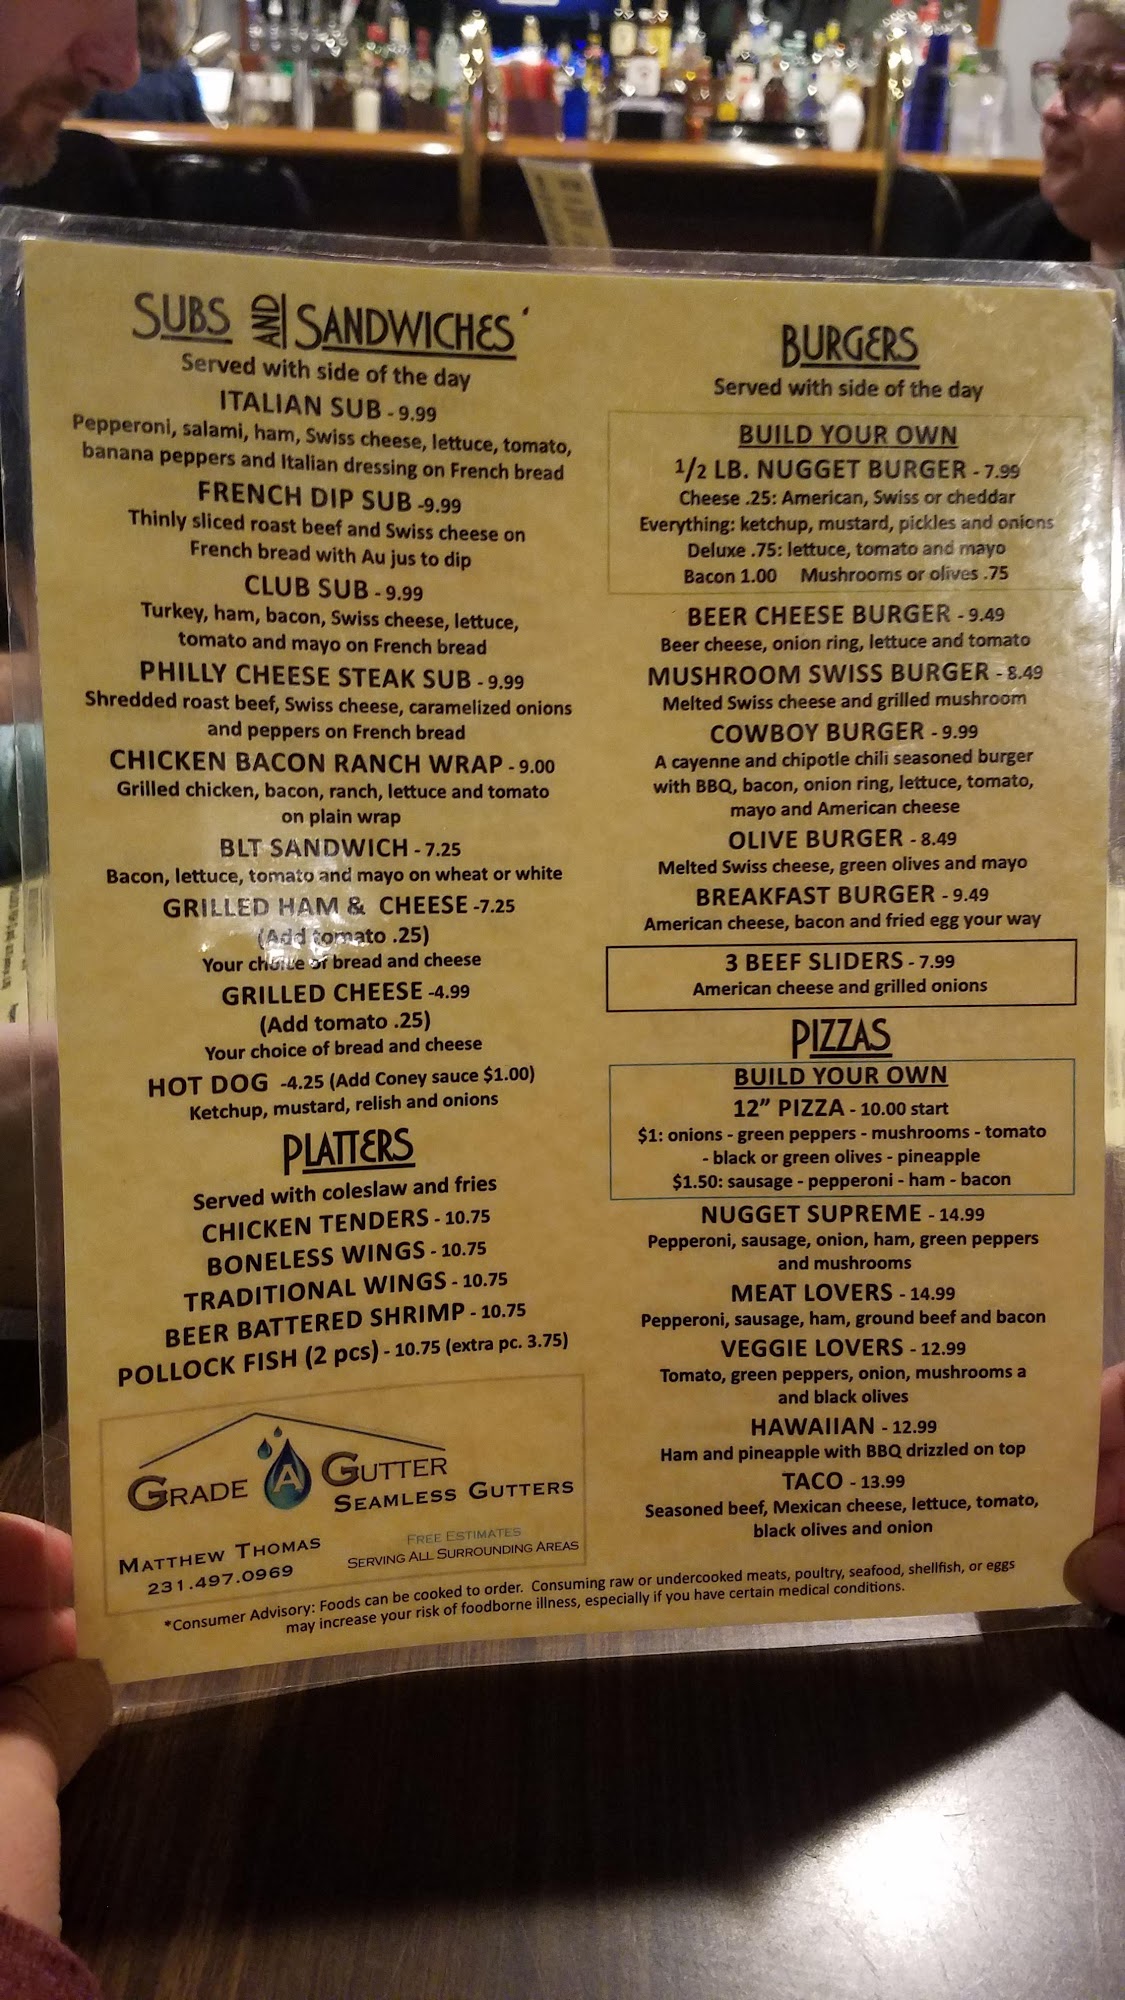 SUBS AND SANDWICHES
Served with side of the day
ITALIAN SUB - 9.99
Pepperoni, salami, ham, Swiss cheese, lettuce, tomato,
banana peppers and Italian dressing on French bread
FRENCH DIP SUB -9.99
Thinly sliced roast beef and Swiss cheese on
French bread with Au jus to dip
CLUB SUB - 9.99
Turkey, ham, bacon, Swiss cheese, lettuce,
tomato and mayo on French bread
PHILLY CHEESE STEAK SUB - 9.99
Shredded roast beef, Swiss cheese, caramelized onions
and peppers on French bread
CHICKEN BACON RANCH WRAP - 9.00
Grilled chicken, bacon, ranch, lettuce and tomato
on plain wrap
BLT SANDWICH - 7.25
Bacon, lettuce, tomato and mayo on wheat or white
GRILLED HAM & CHEESE -7.25
(Add tomato .25)
Your choice of bread and cheese
GRILLED CHEESE -4.99
(Add tomato .25)
Your choice of bread and cheese
HOT DOG -4.25 (Add Coney sauce $1.00)
Ketchup, mustard, relish and onions
PLATTERS
Served with coleslaw and fries
CHICKEN TENDERS - 10.75
BONELESS WINGS - 10.75
TRADITIONAL WINGS - 10.75
BEER BATTERED SHRIMP - 10.75
POLLOCK FISH (2 pcs) - 10.75 (extra pc. 3.75)
GRADE A GUTTER
SEAMLESS GUTTERS
MATTHEW THOMAS
231.497.0969
FREE ESTIMATES
SERVING ALL SURROUNDING AREAS
BURGERS
Served with side of the day
BUILD YOUR OWN
1/2 LB. NUGGET BURGER - 7.99
Cheese .25: American, Swiss or cheddar
Everything: ketchup, mustard, pickles and onions
Deluxe .75: lettuce, tomato and mayo
Bacon 1.00 Mushrooms or olives .75
BEER CHEESE BURGER - 9.49
Beer cheese, onion ring, lettuce and tomato
MUSHROOM SWISS BURGER - 8.49
Melted Swiss cheese and grilled mushroom
COWBOY BURGER - 9.99
A cayenne and chipotle chili seasoned burger
with BBQ, bacon, onion ring, lettuce, tomato,
mayo and American cheese
OLIVE BURGER - 8.49
Melted Swiss cheese, green olives and mayo
BREAKFAST BURGER - 9.49
American cheese, bacon and fried egg your way
3 BEEF SLIDERS - 7.99
American cheese and grilled onions
PIZZAS
BUILD YOUR OWN
12” PIZZA - 10.00 start
$1: onions - green peppers - mushrooms - tomato
- black or green olives - pineapple
$1.50: sausage - pepperoni - ham - bacon
NUGGET SUPREME - 14.99
Pepperoni, sausage, onion, ham, green peppers
and mushrooms
MEAT LOVERS - 14.99
Pepperoni, sausage, ham, ground beef and bacon
VEGGIE LOVERS - 12.99
Tomato, green peppers, onion, mushrooms a
and black olives
HAWAIIAN - 12.99
Ham and pineapple with BBQ drizzled on top
TACO - 13.99
Seasoned beef, Mexican cheese, lettuce, tomato,
black olives and onion
*Consumer Advisory: Foods can be cooked to order. Consuming raw or undercooked meats, poultry, seafood, shellfish, or eggs
may increase your risk of foodborne illness, especially if you have certain medical conditions.